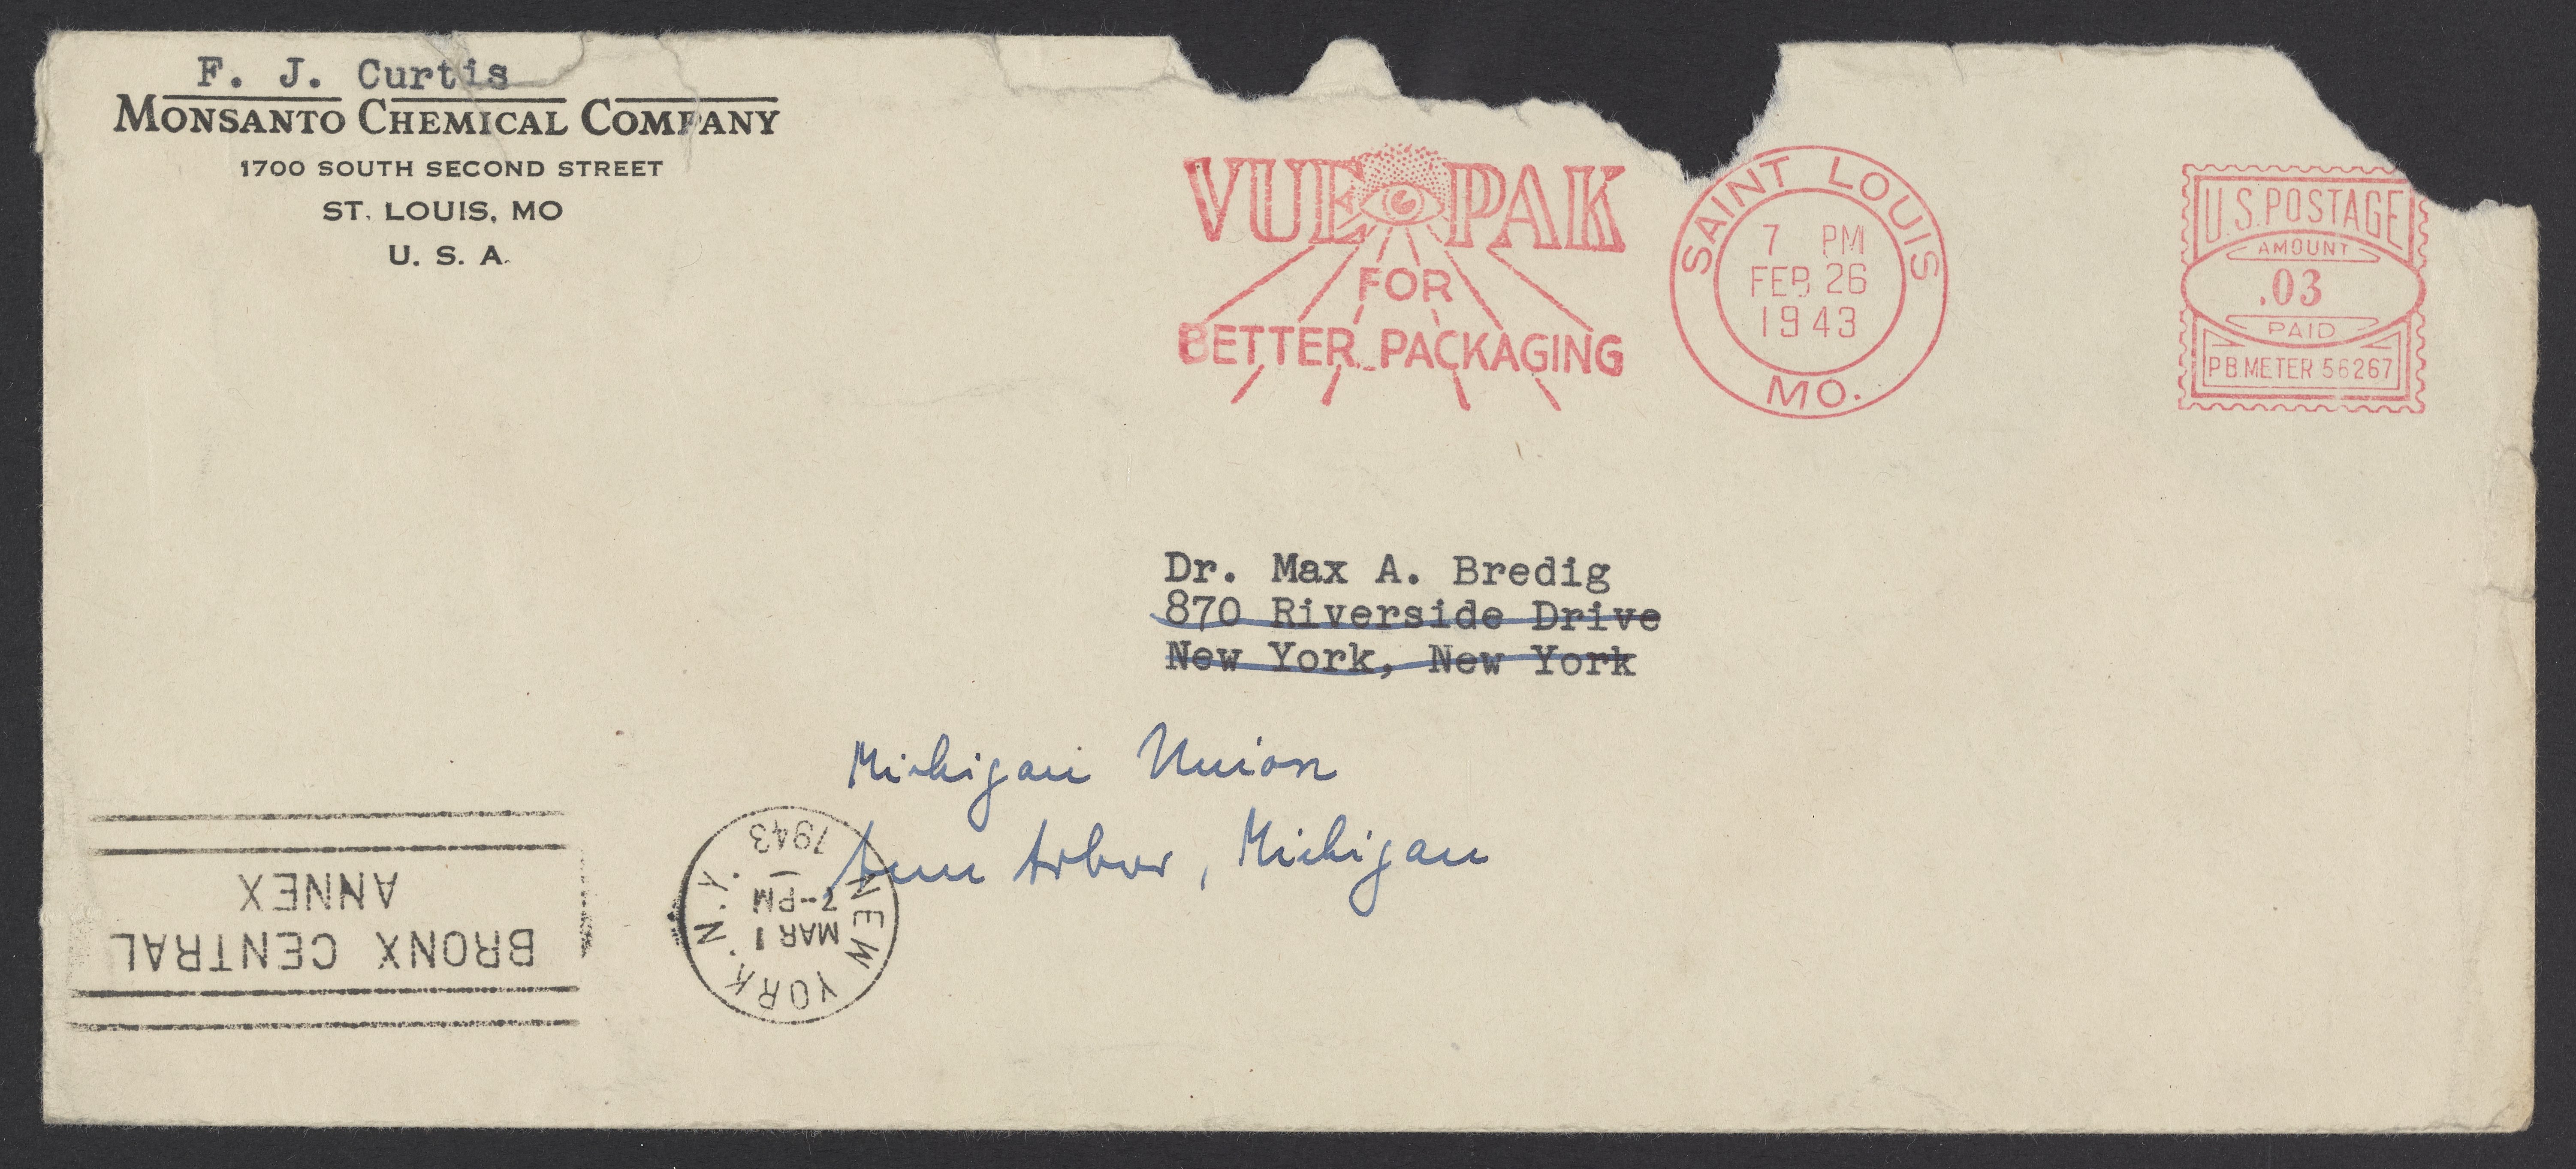 F. J. Curtis
MONSANTO CHEMICAL COMPANY
1700 SOUTH SECOND STREET
ST. LOUIS, MO
U. S. A.
VUEPAK
FOR
BETTER PACKAGING
SAINT LOUIS
7 PM
FEB 26
1943
MO.
U.S. POSTAGE
AMOUNT
.03
PAID
P.B. METER 56267
Dr. Max A. Bredig
870 Riverside Drive
New York, New York
Michigan Union
Ann Arbor, Michigan
NEW YORK, N.Y.
MAR 1
7-PM
1943
BRONX CENTRAL
ANNEX